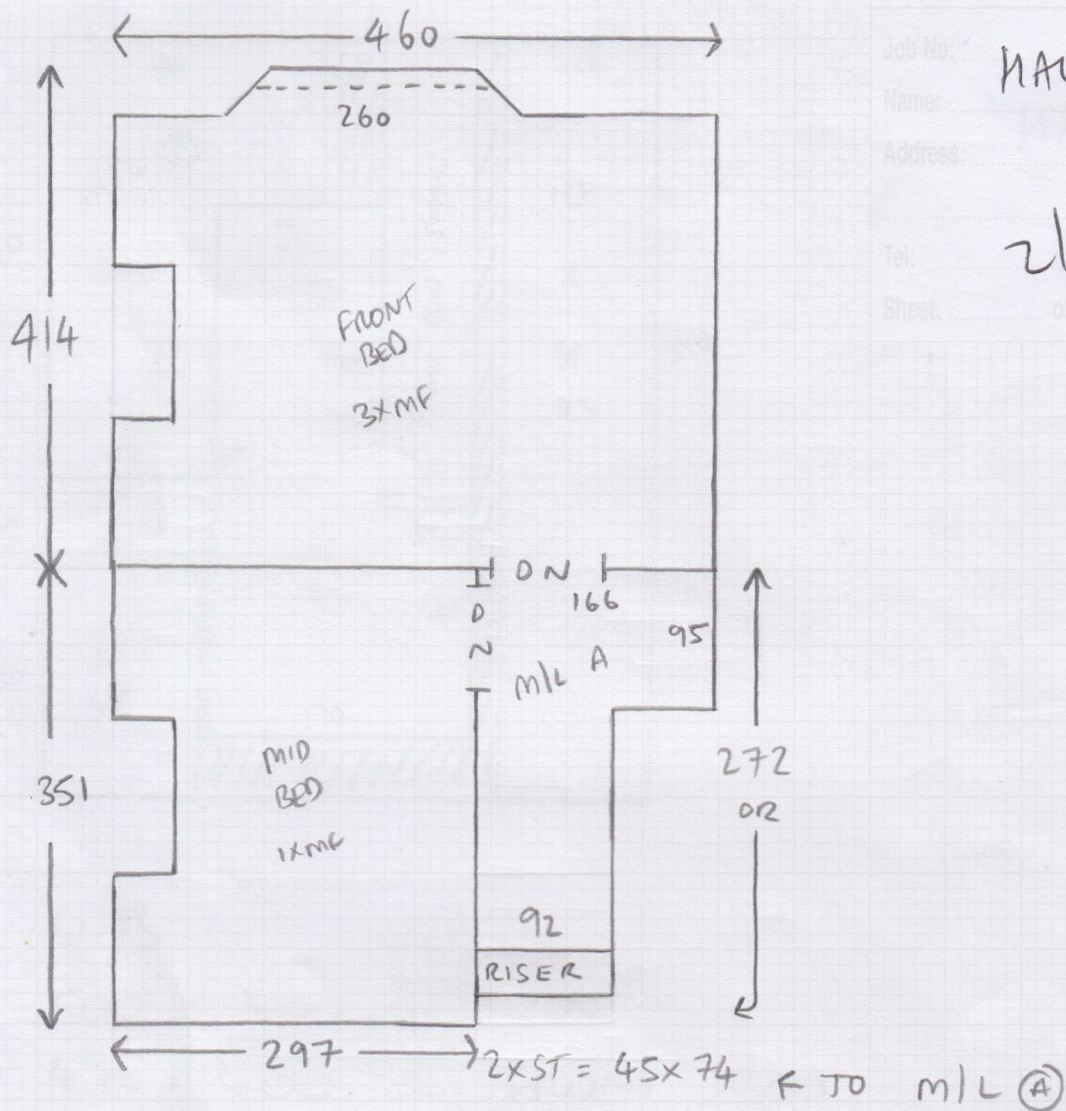 460
Job No:
Name:
260
Address:
Tel:
Sheet:
414
FRONT
BED
3XMF
D N
166
D
N
95
M/L A
MID
BED
1XMF
351
272
OR
92
RISER
297
2XST = 45X74
← TO M/L Ⓐ